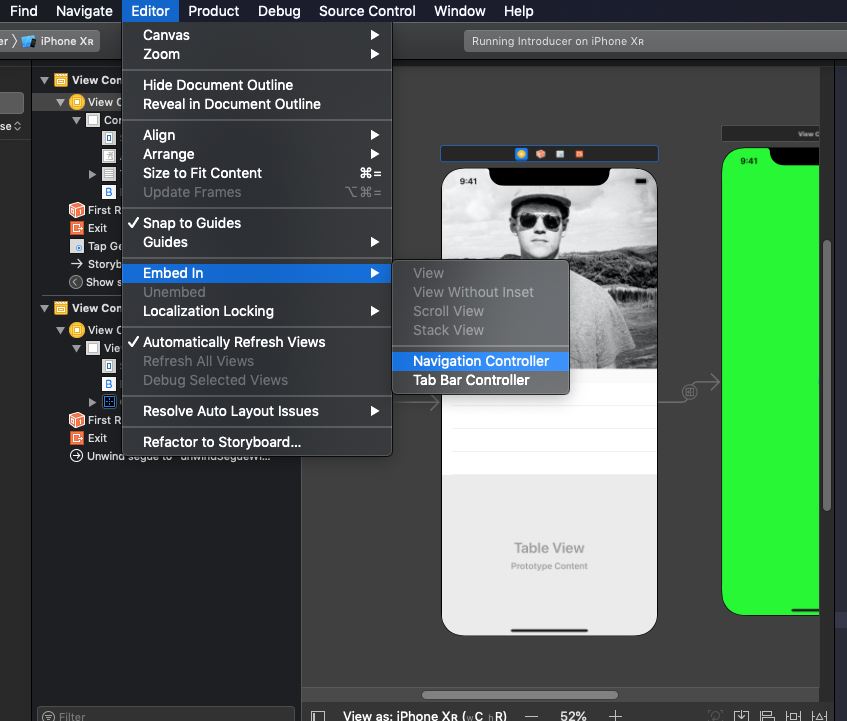 Find Navigate Editor Product Debug Source Control Window Help
iPhone XR
Running Introducer on iPhone XR
Canvas
Zoom
Hide Document Outline
Reveal in Document Outline
Align
Arrange
Size to Fit Content ⌘=
Update Frames ⌥⌘=
Snap to Guides
Guides
Embed In
Unembed
Localization Locking
Automatically Refresh Views
Refresh All Views
Debug Selected Views
Resolve Auto Layout Issues
Refactor to Storyboard...
View
View Without Inset
Scroll View
Stack View
Navigation Controller
Tab Bar Controller
View Con
View C
Con
B
First R
Exit
Tap Ge
Storyb
Show s
View Con
View C
Vie
B
First R
Exit
Unwind segue to "unwindSegueWi...
Filter
9:41
Table View
Prototype Content
View C
9:41
View as: iPhone XR (wC hR) — 52% +